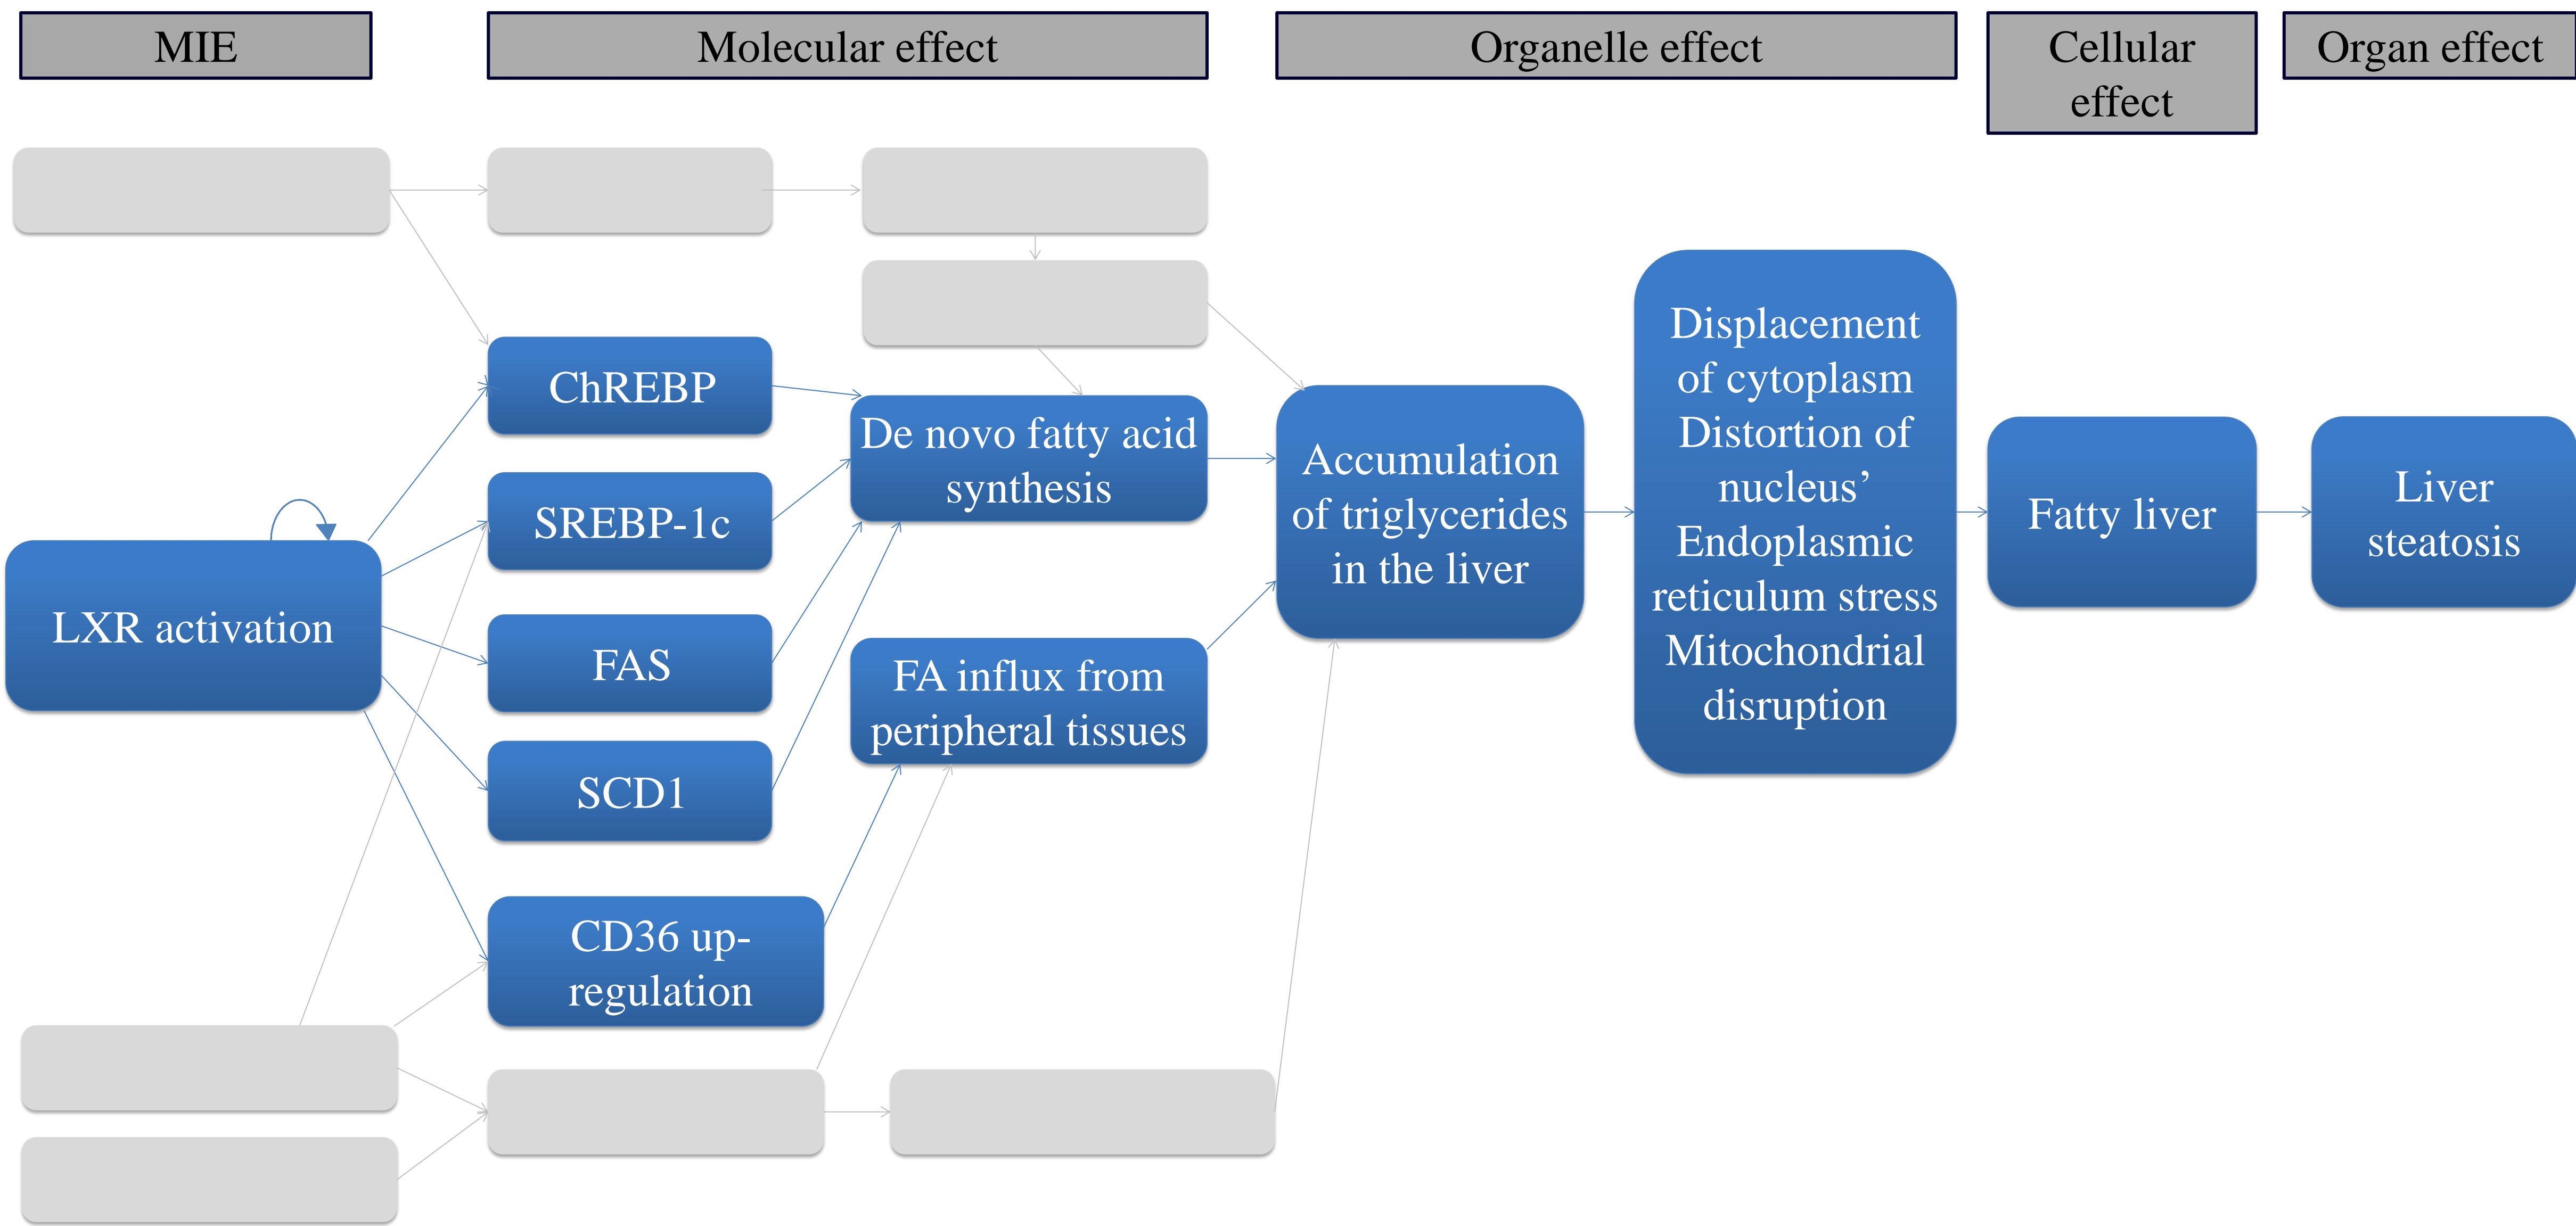 MIE
Molecular effect
Organelle effect
Cellular
effect
Organ effect
LXR activation
ChREBP
SREBP-1c
FAS
SCD1
CD36 up-
regulation
De novo fatty acid
synthesis
FA influx from
peripheral tissues
Accumulation
of triglycerides
in the liver
Displacement
of cytoplasm
Distortion of
nucleus’
Endoplasmic
reticulum stress
Mitochondrial
disruption
Fatty liver
Liver
steatosis